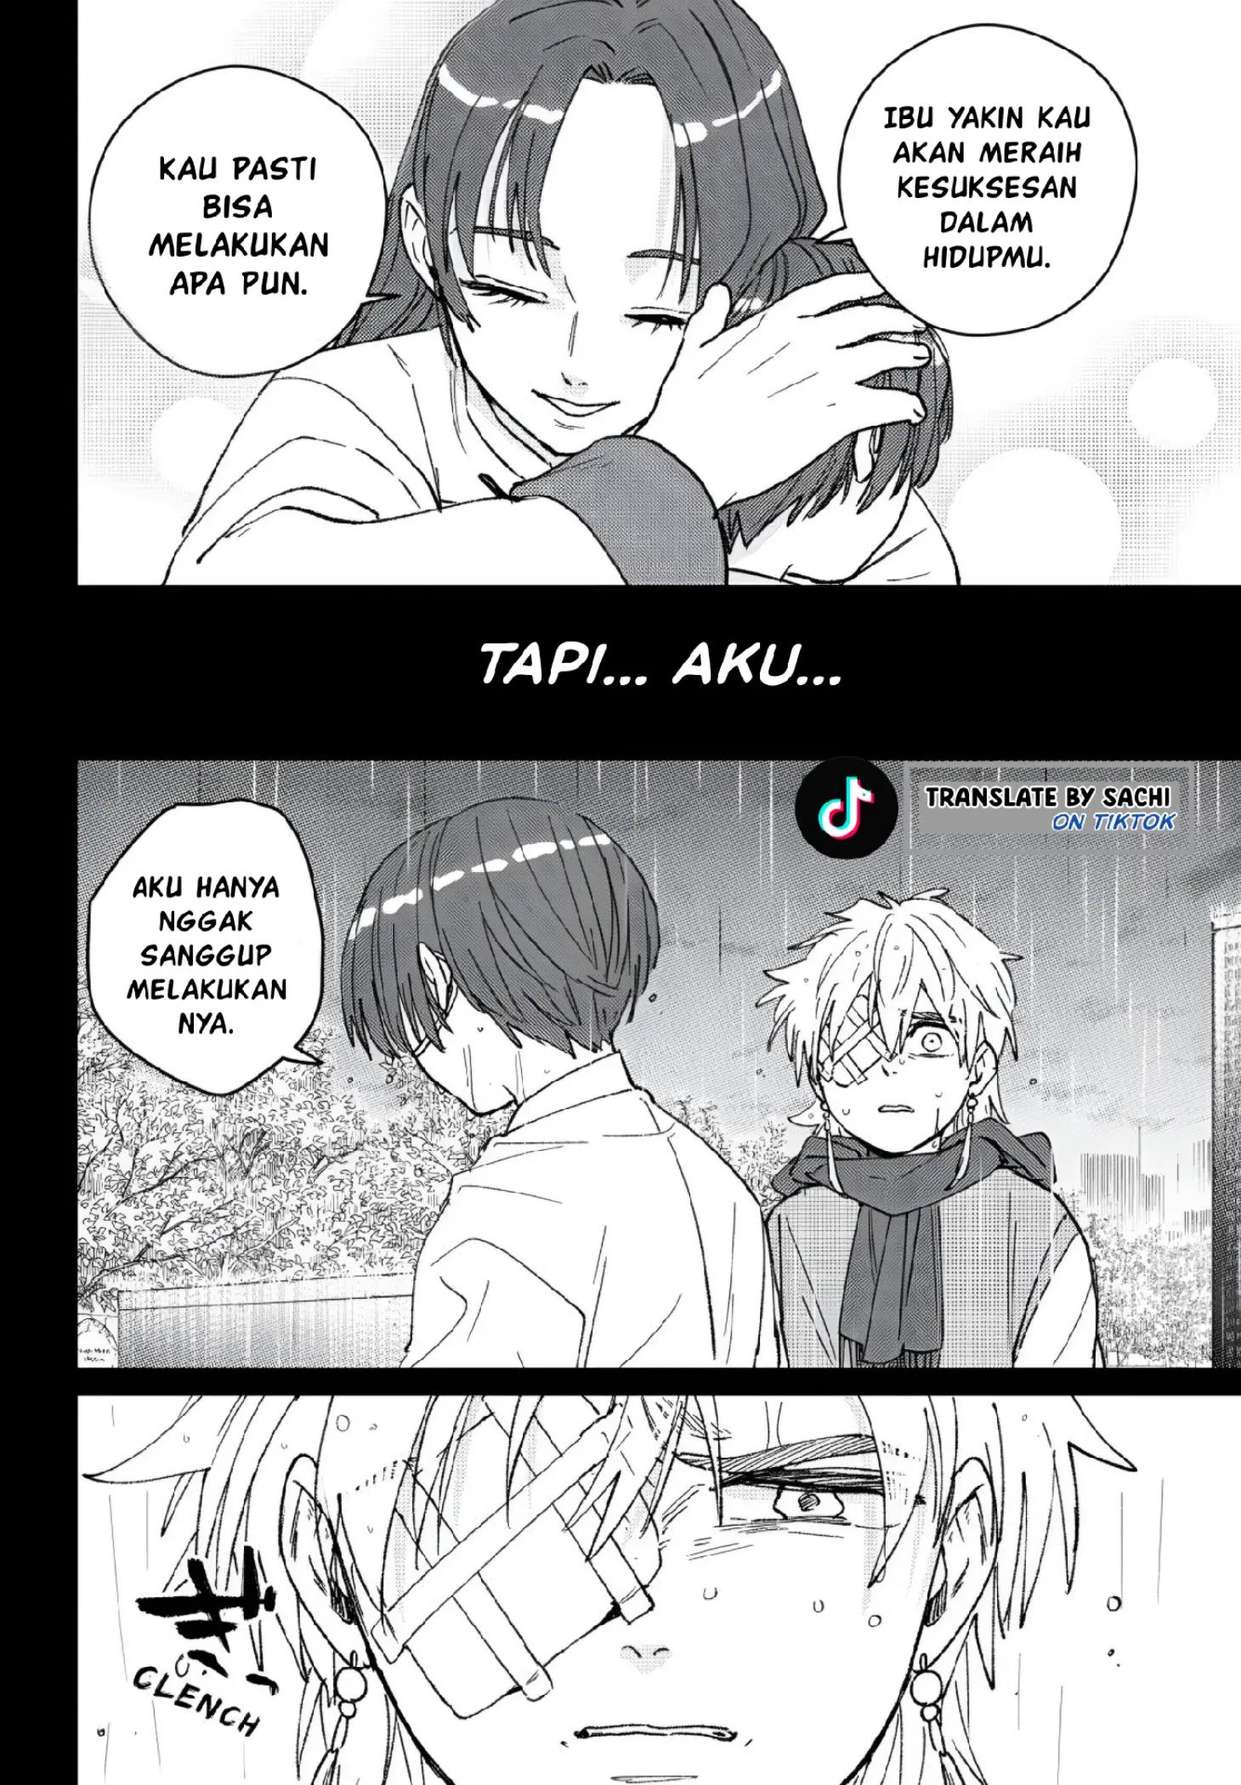 IBU YAKIN KAU
AKAN MERAIH
KESUKSESAN
DALAM
HIDUPMU.
KAU PASTI
BISA
MELAKUKAN
APA PUN.
TAPI... AKU...
TRANSLATE BY SACHI
ON TIKTOK
AKU HANYA
NGGAK
SANGGUP
MELAKUKAN
NYA.
CLENCH